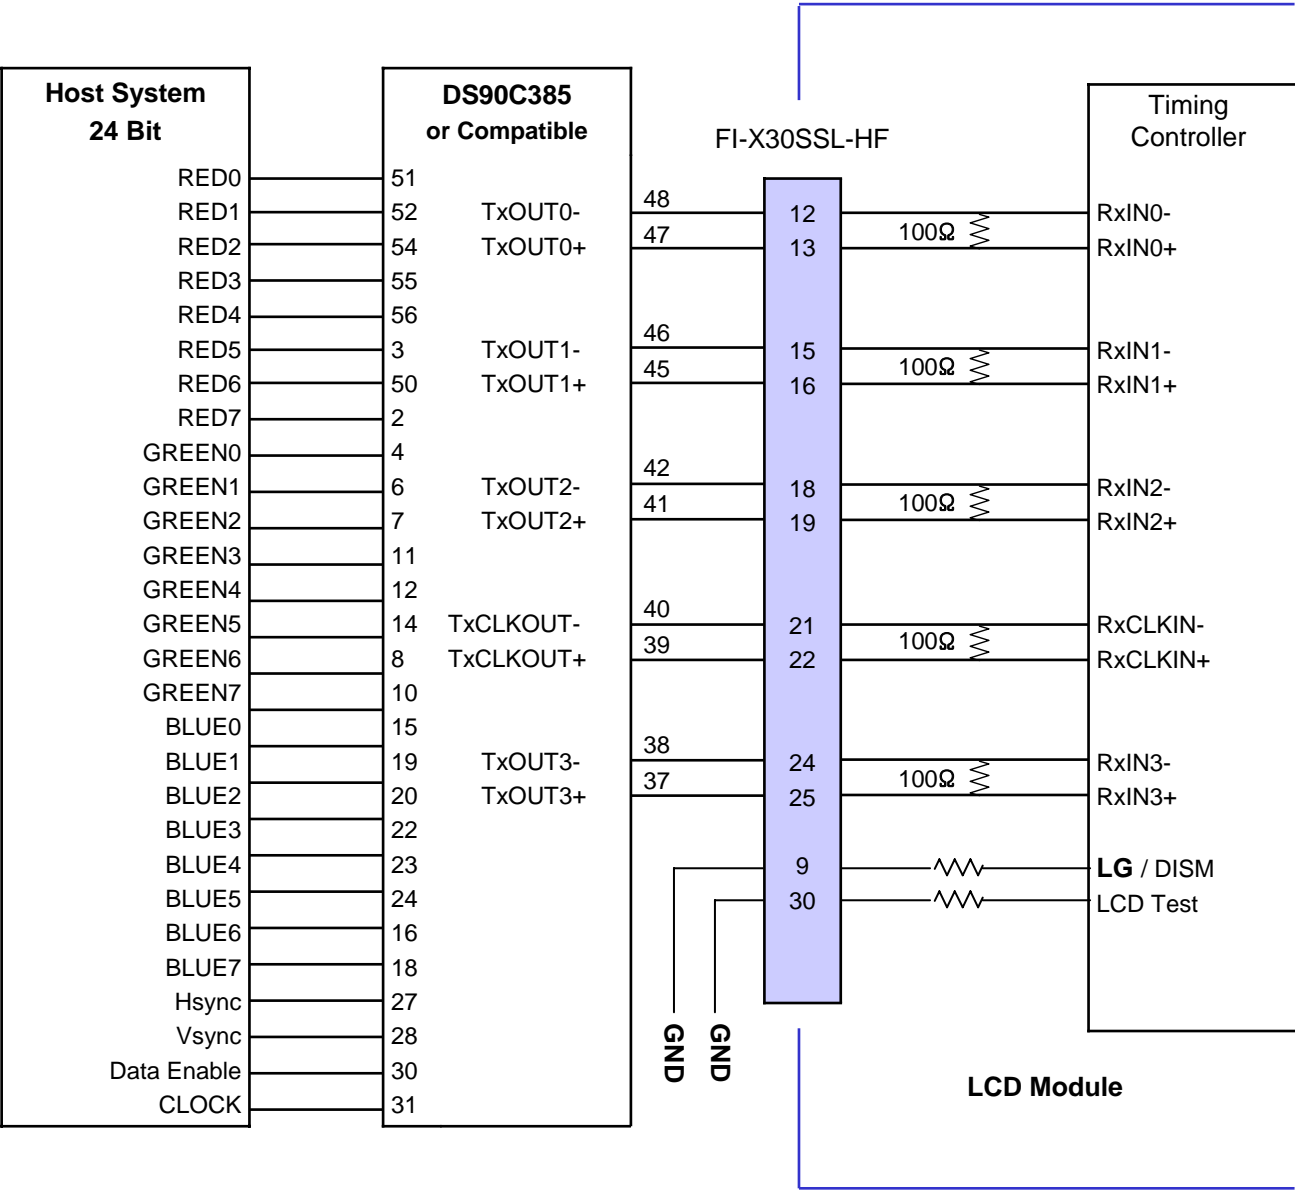 Host System
24 Bit
RED0
RED1
RED2
RED3
RED4
RED5
RED6
RED7
GREEN0
GREEN1
GREEN2
GREEN3
GREEN4
GREEN5
GREEN6
GREEN7
BLUE0
BLUE1
BLUE2
BLUE3
BLUE4
BLUE5
BLUE6
BLUE7
Hsync
Vsync
Data Enable
CLOCK
DS90C385
or Compatible
51
52
54
55
56
3
50
2
4
6
7
11
12
14
8
10
15
19
20
22
23
24
16
18
27
28
30
31
TxOUT0-
TxOUT0+
TxOUT1-
TxOUT1+
TxOUT2-
TxOUT2+
TxCLKOUT-
TxCLKOUT+
TxOUT3-
TxOUT3+
48
47
46
45
42
41
40
39
38
37
GND
GND
FI-X30SSL-HF
12
13
15
16
18
19
21
22
24
25
9
30
100Ω
100Ω
100Ω
100Ω
100Ω
Timing
Controller
RxIN0-
RxIN0+
RxIN1-
RxIN1+
RxIN2-
RxIN2+
RxCLKIN-
RxCLKIN+
RxIN3-
RxIN3+
LG / DISM
LCD Test
LCD Module